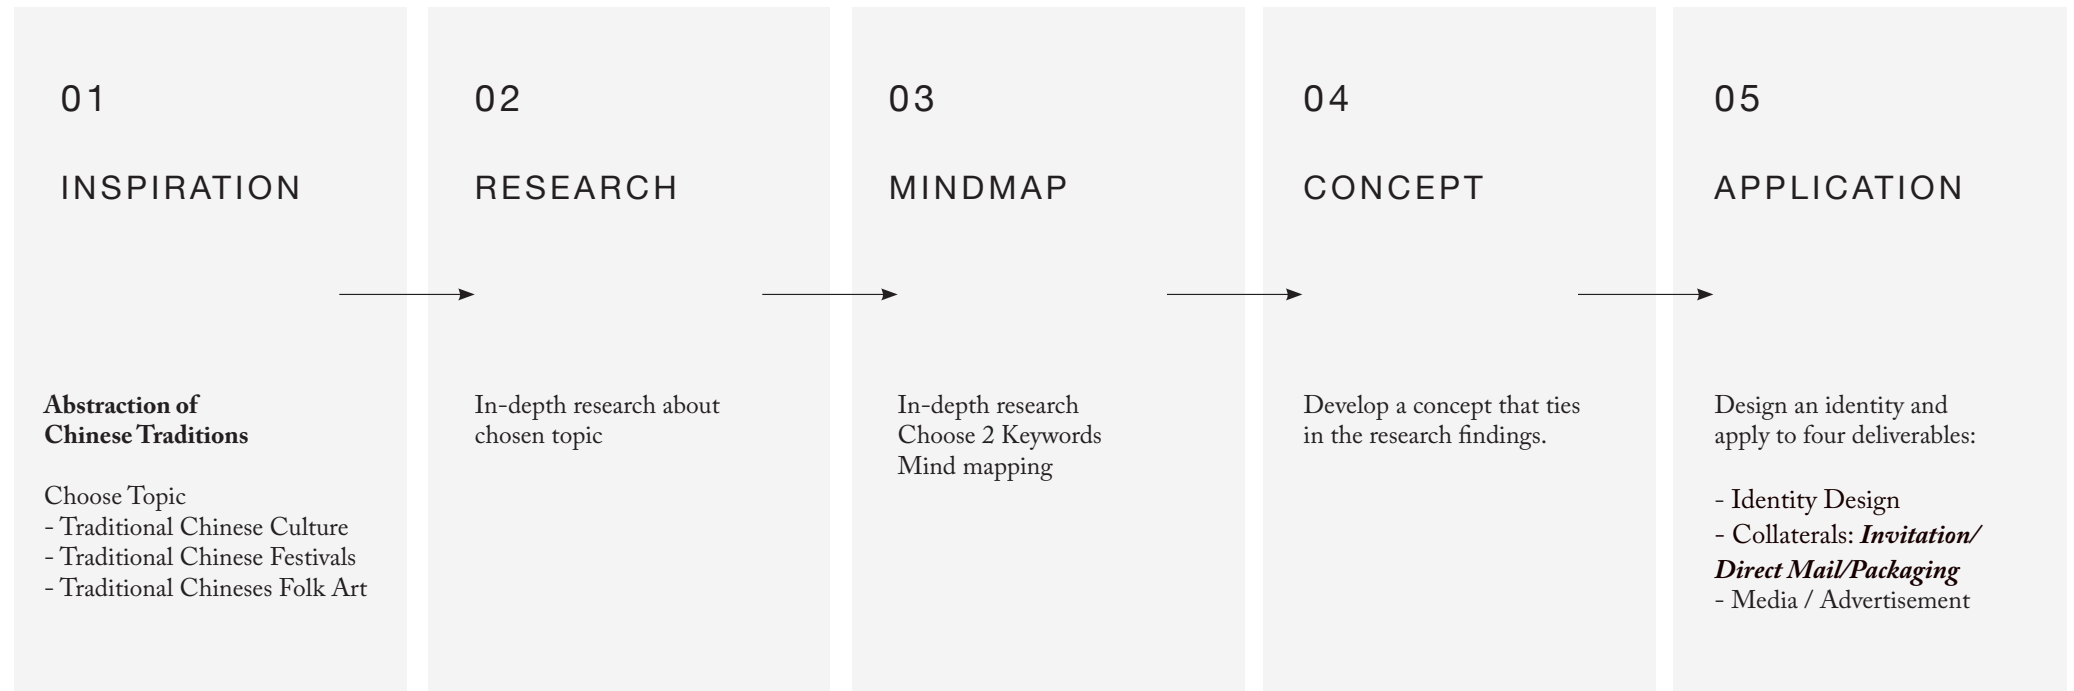 01
INSPIRATION
Abstraction of
Chinese Traditions
Choose Topic
- Traditional Chinese Culture
- Traditional Chinese Festivals
- Traditional Chineses Folk Art
02
RESEARCH
In-depth research about
chosen topic
03
MINDMAP
In-depth research
Choose 2 Keywords
Mind mapping
04
CONCEPT
Develop a concept that ties
in the research findings.
05
APPLICATION
Design an identity and
apply to four deliverables:
- Identity Design
- Collaterals: Invitation/
Direct Mail/Packaging
- Media / Advertisement